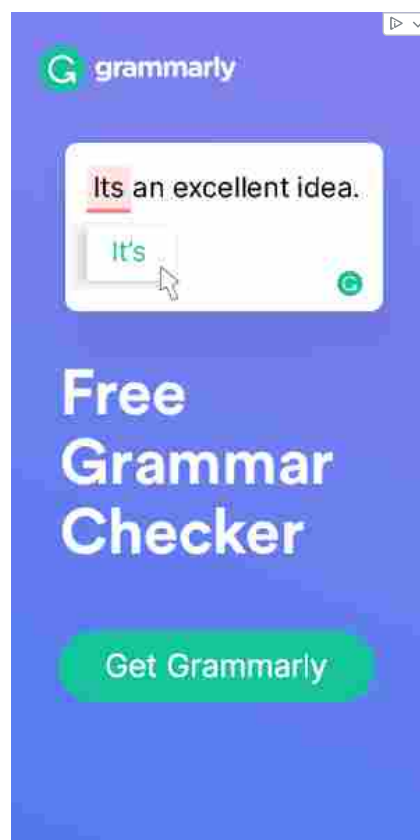 grammarly
Its an excellent idea.
It's
Free
Grammar
Checker
Get Grammarly